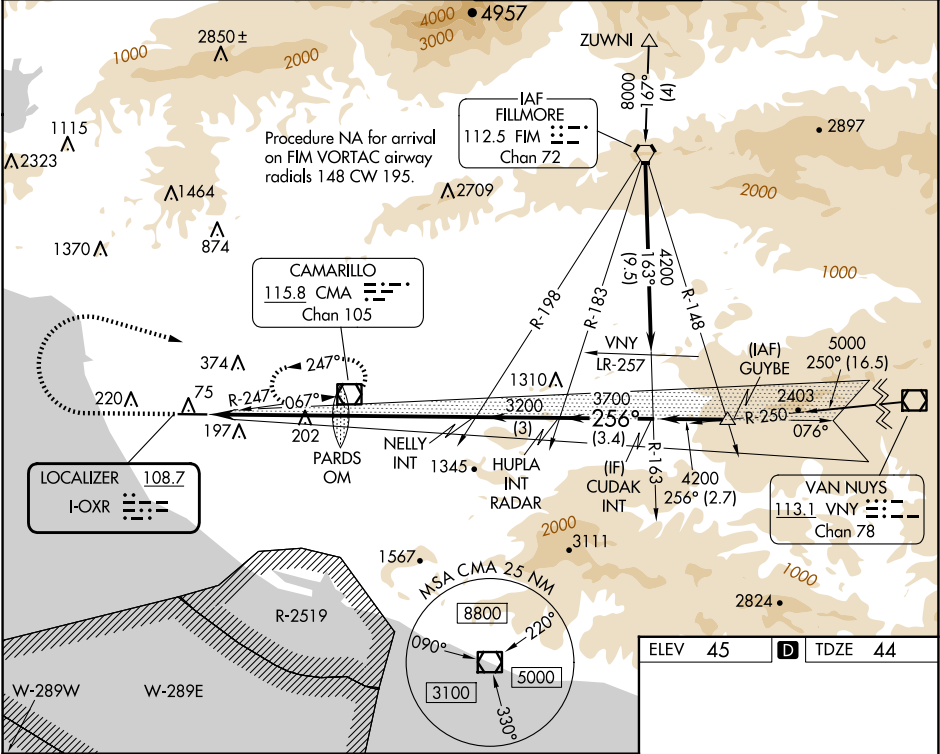 4000
4957
3000
2850±
1000
2000
ZUWNI
8000
167°
(4)
IAF
FILLMORE
112.5 FIM
Chan 72
2897
1115
Procedure NA for arrival
on FIM VORTAC airway
radials 148 CW 195.
2323
1464
2709
2000
874
1370
CAMARILLO
115.8 CMA
Chan 105
4200
163°
(9.5)
1000
R-198
R-183
R-148
VNY
LR-257
(IAF)
GUYBE
5000
250° (16.5)
374
247°
1310
220
75
R-247
067°
3200
(3)
3700
256°
(3.4)
2403
R-250
076°
197
202
NELLY
INT
PARDS
OM
1345
HUPLA
INT
RADAR
(IF)
CUDAK
INT
R-163
4200
256° (2.7)
LOCALIZER 108.7
I-OXR
VAN NUYS
113.1 VNY
Chan 78
2000
3111
1567
1000
2824
MSA CMA 25 NM
8800
220°
090°
5000
3100
330°
R-2519
W-289W
W-289E
ELEV 45 D TDZE 44